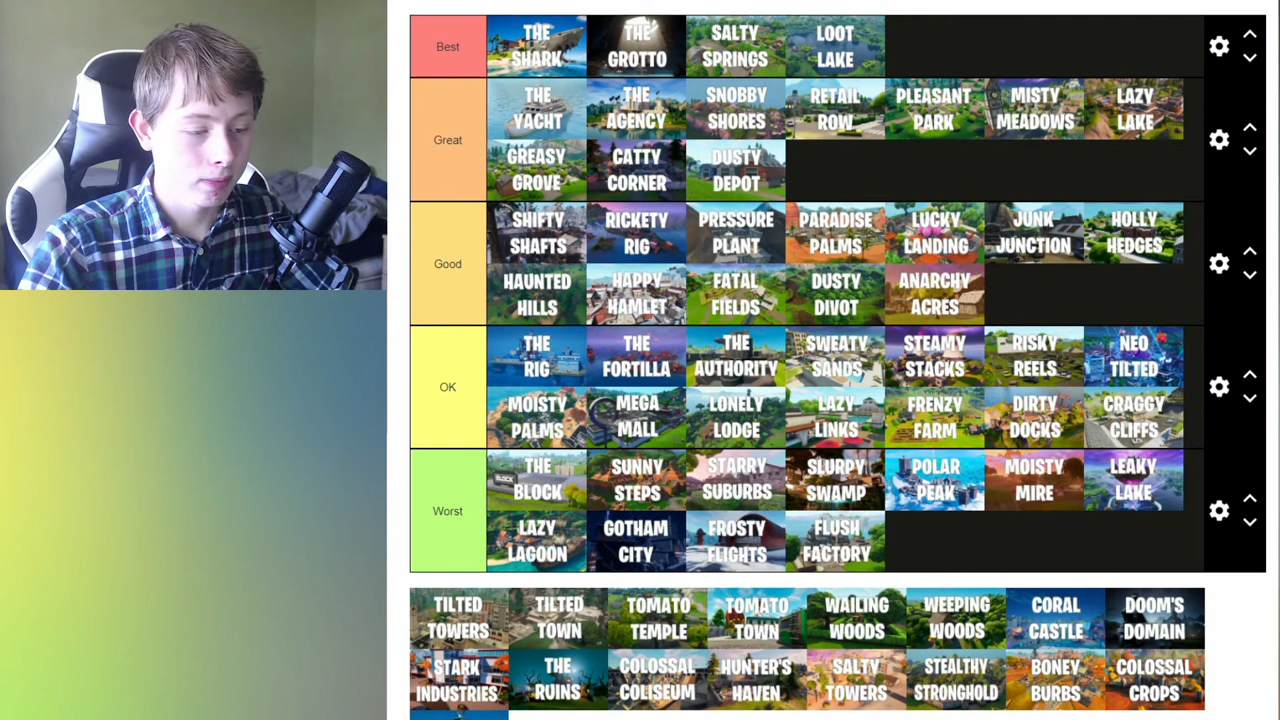 Best
THE SHARK
THE GROTTO
SALTY SPRINGS
LOOT LAKE
Great
THE YACHT
THE AGENCY
SNOBBY SHORES
RETAIL ROW
PLEASANT PARK
MISTY MEADOWS
LAZY LAKE
GREASY GROVE
CATTY CORNER
DUSTY DEPOT
Good
SHIFTY SHAFTS
RICKETY RIG
PRESSURE PLANT
PARADISE PALMS
LUCKY LANDING
JUNK JUNCTION
HOLLY HEDGES
HAUNTED HILLS
HAPPY HAMLET
FATAL FIELDS
DUSTY DIVOT
ANARCHY ACRES
OK
THE RIG
THE FORTILLA
THE AUTHORITY
SWEATY SANDS
STEAMY STACKS
RISKY REELS
NEO TILTED
MOISTY PALMS
MEGA MALL
LONELY LODGE
LAZY LINKS
FRENZY FARM
DIRTY DOCKS
CRAGGY CLIFFS
Worst
THE BLOCK
BLOCK
SUNNY STEPS
STARRY SUBURBS
SLURPY SWAMP
POLAR PEAK
MOISTY MIRE
LEAKY LAKE
LAZY LAGOON
GOTHAM CITY
FROSTY FLIGHTS
FLUSH FACTORY
TILTED TOWERS
TILTED TOWN
TOMATO TEMPLE
TOMATO TOWN
WAILING WOODS
WEEPING WOODS
CORAL CASTLE
DOOM'S DOMAIN
STARK INDUSTRIES
THE RUINS
COLOSSAL COLISEUM
HUNTER'S HAVEN
SALTY TOWERS
STEALTHY STRONGHOLD
BONEY BURBS
COLOSSAL CROPS